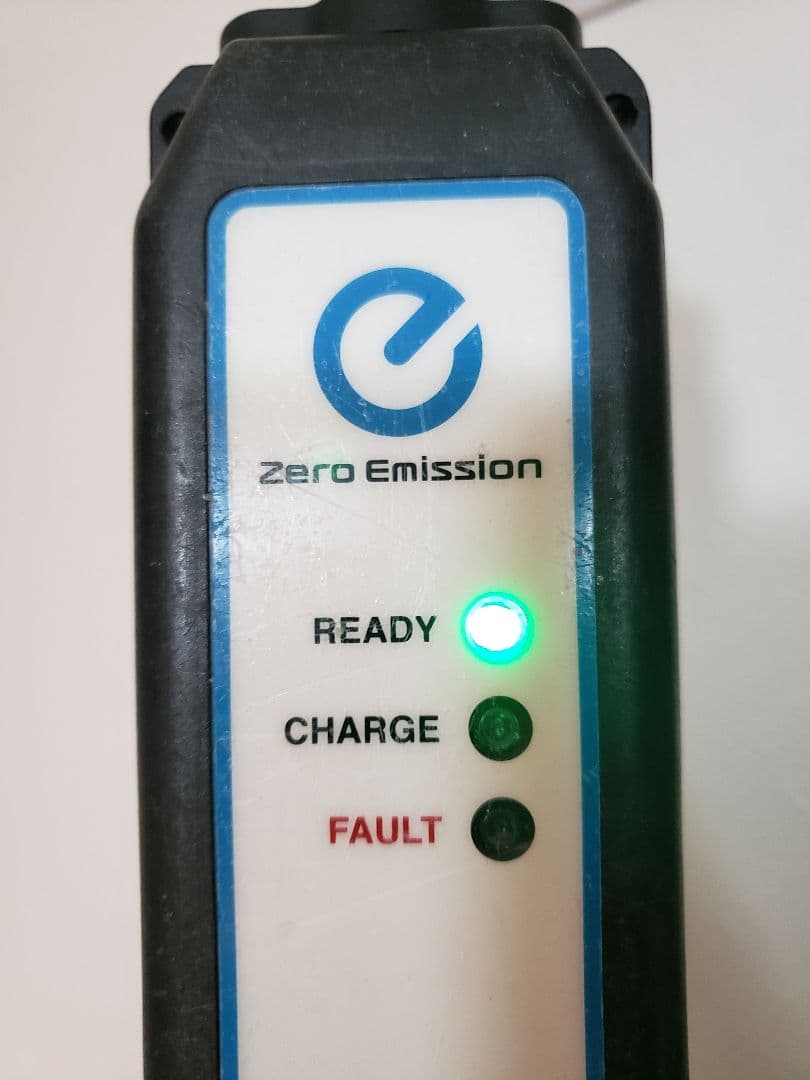 Zero Emission
READY
CHARGE
FAULT